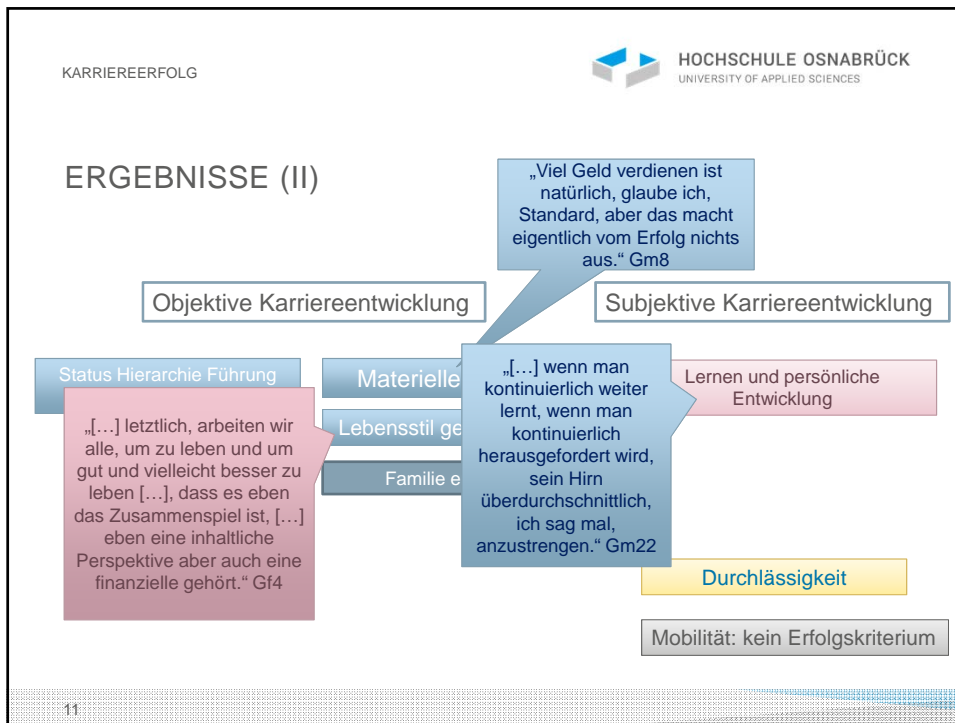 KARRIEREERFOLG
HOCHSCHULE OSNABRÜCK
UNIVERSITY OF APPLIED SCIENCES
ERGEBNISSE (II)
„Viel Geld verdienen ist
natürlich, glaube ich,
Standard, aber das macht
eigentlich vom Erfolg nichts
aus.“ Gm8
Objektive Karriereentwicklung
Subjektive Karriereentwicklung
Status Hierarchie Führung
Materielle
Lebensstil ge
Familie e
„[…] letztlich, arbeiten wir
alle, um zu leben und um
gut und vielleicht besser zu
leben […], dass es eben
das Zusammenspiel ist, […]
eben eine inhaltliche
Perspektive aber auch eine
finanzielle gehört.“ Gf4
„[…] wenn man
kontinuierlich weiter
lernt, wenn man
kontinuierlich
herausgefordert wird,
sein Hirn
überdurchschnittlich,
ich sag mal,
anzustrengen.“ Gm22
Lernen und persönliche
Entwicklung
Durchlässigkeit
Mobilität: kein Erfolgskriterium
11